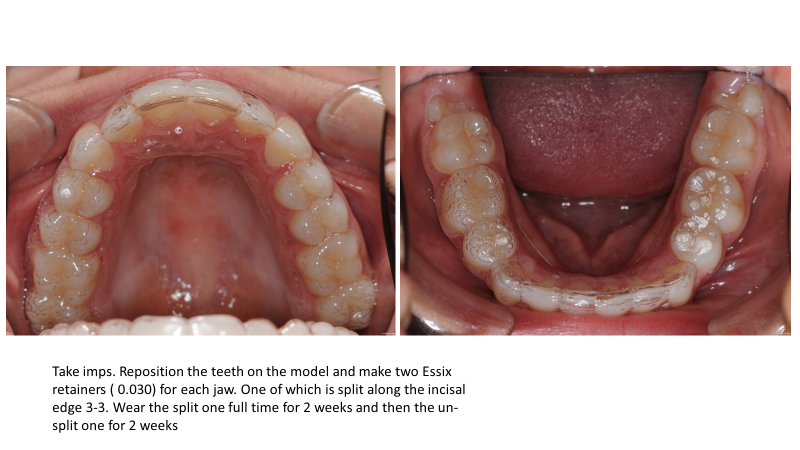 Take imps. Reposition the teeth on the model and make two Essix
retainers ( 0.030) for each jaw. One of which is split along the incisal
edge 3-3. Wear the split one full time for 2 weeks and then the un-
split one for 2 weeks